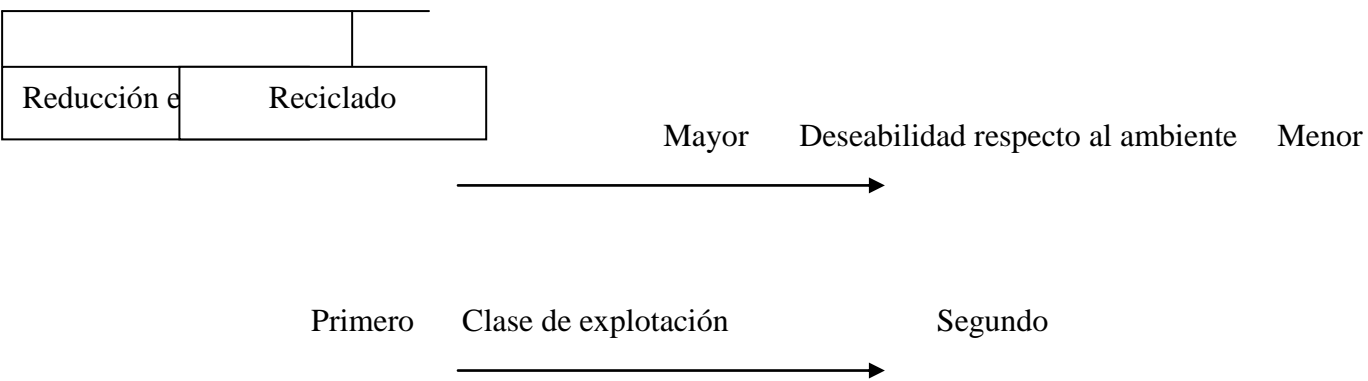 Reducción e
Reciclado
Mayor Deseabilidad respecto al ambiente Menor
Primero Clase de explotación Segundo